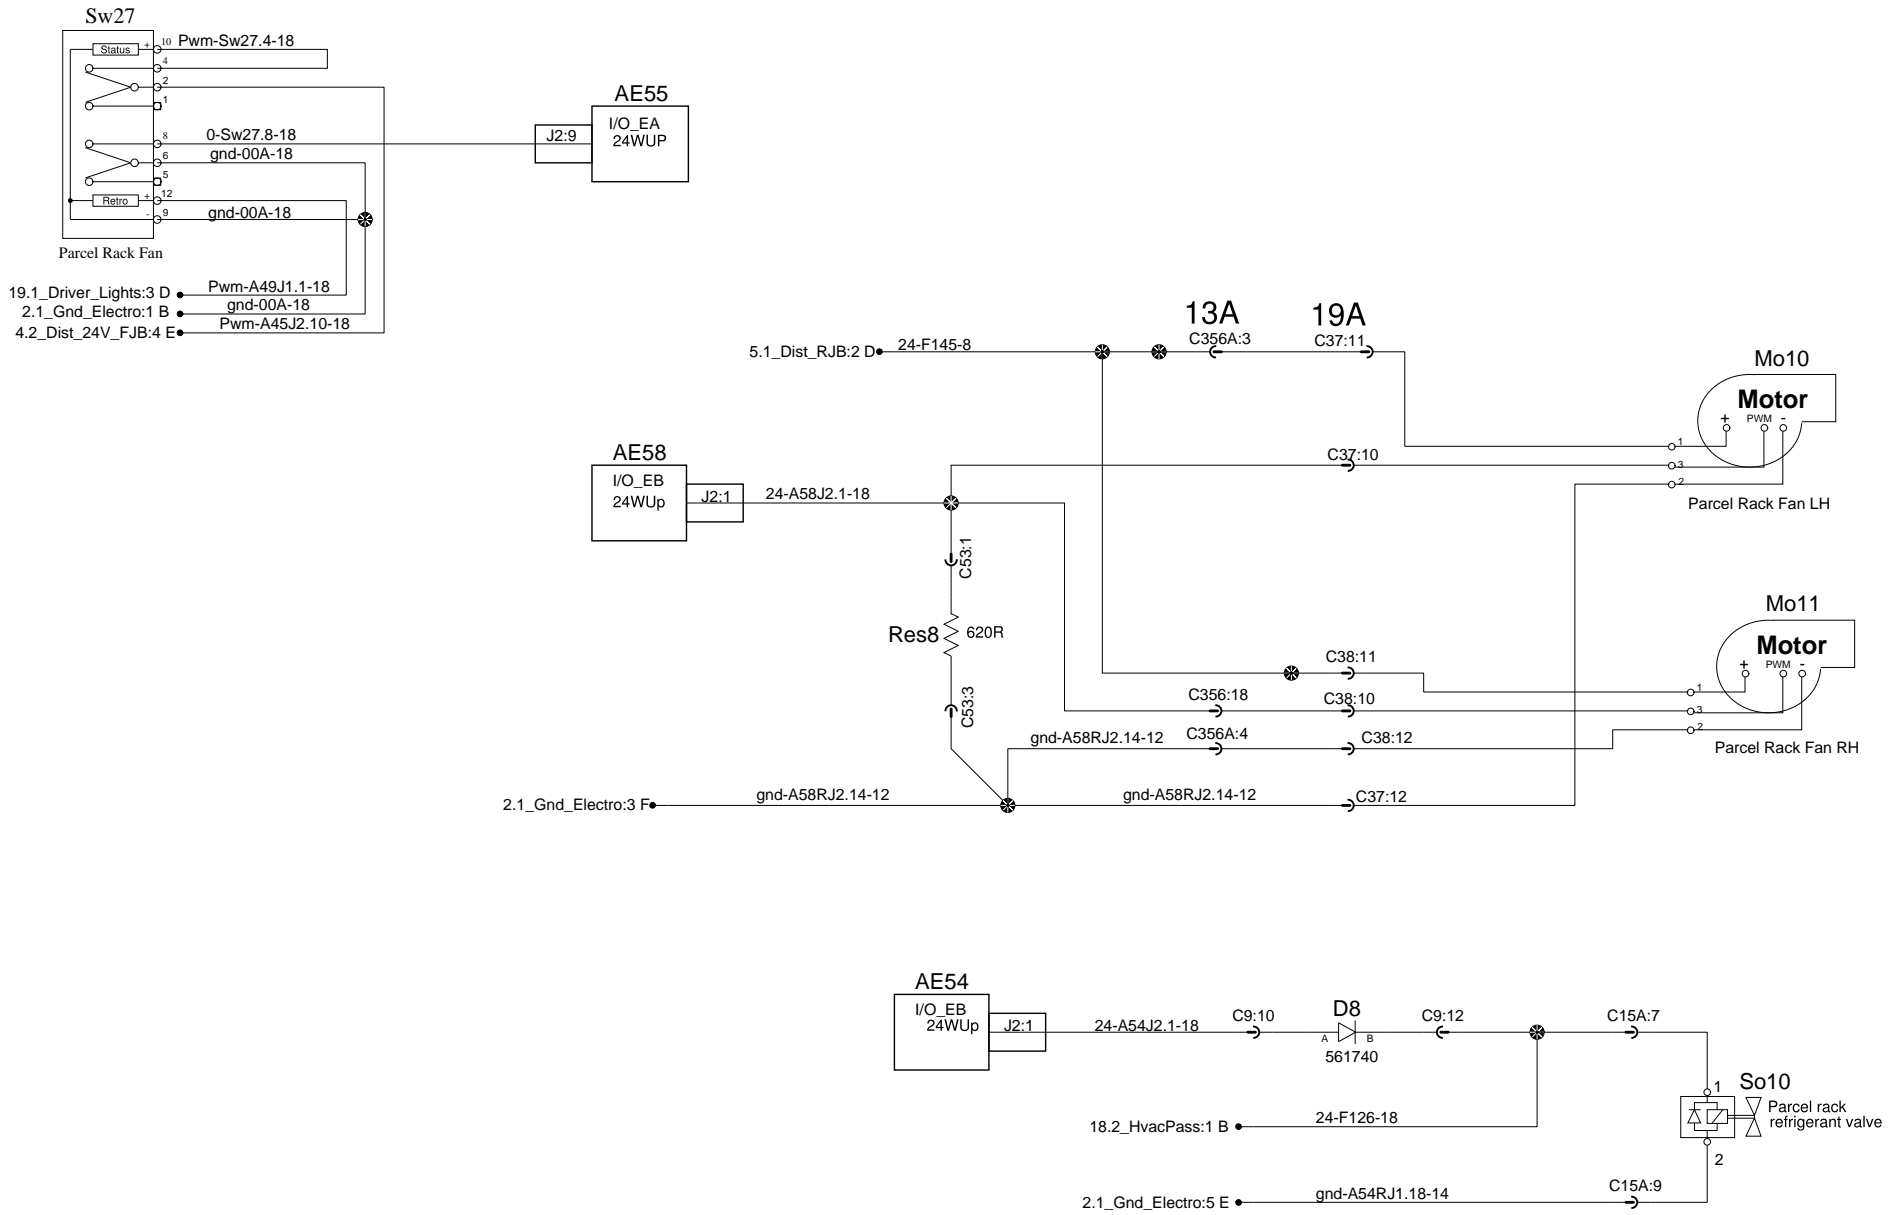 Sw27
Status
+
10
Pwm-Sw27.4-18
4
2
1
8
0-Sw27.8-18
6
gnd-00A-18
5
Retro
+
12
-
9
gnd-00A-18
Parcel Rack Fan
19.1_Driver_Lights:3 D
Pwm-A49J1.1-18
2.1_Gnd_Electro:1 B
gnd-00A-18
4.2_Dist_24V_FJB:4 E
Pwm-A45J2.10-18
AE55
I/O_EA
24WUP
J2:9
13A
19A
C356A:3
C37:11
5.1_Dist_RJB:2 D
24-F145-8
Mo10
Motor
+
PWM
-
1
3
2
Parcel Rack Fan LH
C37:10
AE58
I/O_EB
24WUp
J2:1
24-A58J2.1-18
C53:1
Res8
620R
C53:3
Mo11
Motor
+
PWM
-
1
3
2
Parcel Rack Fan RH
C38:11
C356:18
C38:10
gnd-A58RJ2.14-12
C356A:4
C38:12
2.1_Gnd_Electro:3 F
gnd-A58RJ2.14-12
gnd-A58RJ2.14-12
C37:12
AE54
I/O_EB
24WUp
J2:1
24-A54J2.1-18
C9:10
D8
A
B
561740
C9:12
C15A:7
1
So10
Parcel rack
refrigerant valve
2
18.2_HvacPass:1 B
24-F126-18
2.1_Gnd_Electro:5 E
gnd-A54RJ1.18-14
C15A:9